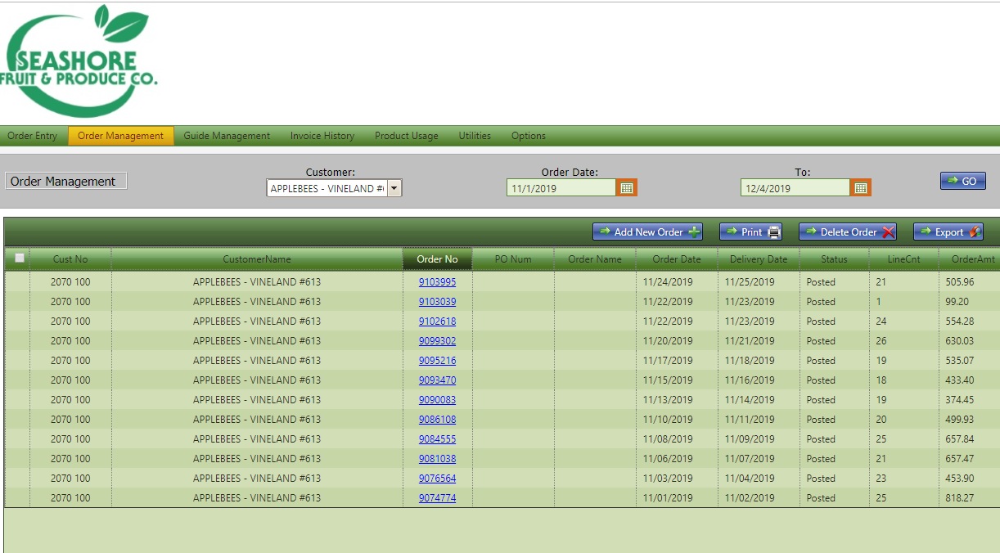 SEASHORE
FRUIT & PRODUCE CO.
Order Entry Order Management Guide Management Invoice History Product Usage Utilities Options
Customer: Order Date: To:
Order Management APPLEBEES - VINELAND #( 11/1/2019 12/4/2019 GO
Add New Order Print Delete Order Export
Cust No CustomerName Order No PO Num Order Name Order Date Delivery Date Status LineCnt OrderAmt
2070 100 APPLEBEES - VINELAND #613 9103995 11/24/2019 11/25/2019 Posted 21 505.96
2070 100 APPLEBEES - VINELAND #613 9103039 11/22/2019 11/23/2019 Posted 1 99.20
2070 100 APPLEBEES - VINELAND #613 9102618 11/22/2019 11/23/2019 Posted 24 554.28
2070 100 APPLEBEES - VINELAND #613 9099302 11/20/2019 11/21/2019 Posted 26 630.03
2070 100 APPLEBEES - VINELAND #613 9095216 11/17/2019 11/18/2019 Posted 19 535.07
2070 100 APPLEBEES - VINELAND #613 9093470 11/15/2019 11/16/2019 Posted 18 433.40
2070 100 APPLEBEES - VINELAND #613 9090083 11/13/2019 11/14/2019 Posted 19 374.45
2070 100 APPLEBEES - VINELAND #613 9086108 11/10/2019 11/11/2019 Posted 20 499.93
2070 100 APPLEBEES - VINELAND #613 9084555 11/08/2019 11/09/2019 Posted 25 657.84
2070 100 APPLEBEES - VINELAND #613 9081038 11/06/2019 11/07/2019 Posted 21 657.47
2070 100 APPLEBEES - VINELAND #613 9076564 11/03/2019 11/04/2019 Posted 23 453.90
2070 100 APPLEBEES - VINELAND #613 9074774 11/01/2019 11/02/2019 Posted 25 818.27